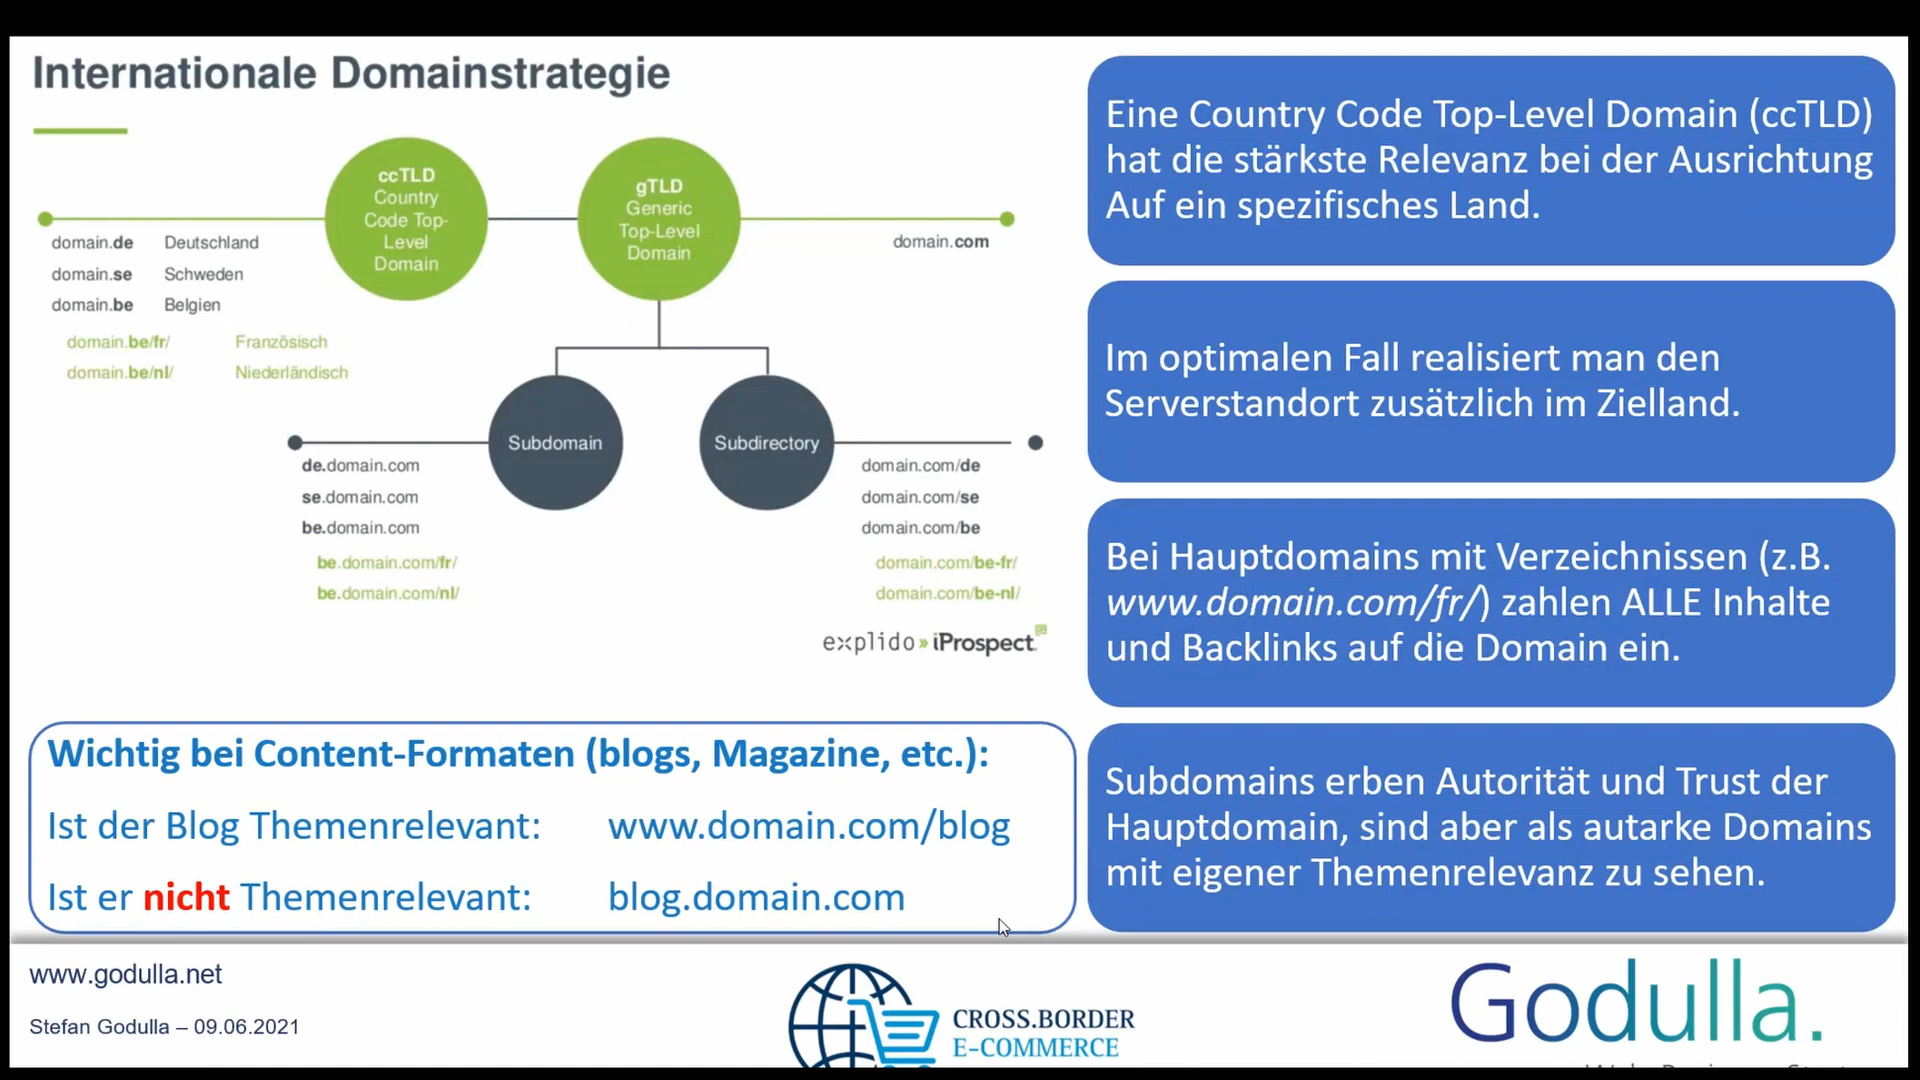 Internationale Domainstrategie
ccTLD
Country
Code Top-
Level
Domain
gTLD
Generic
Top-Level
Domain
domain.de Deutschland
domain.se Schweden
domain.be Belgien
domain.be/fr/ Französisch
domain.be/nl/ Niederländisch
domain.com
Subdomain
de.domain.com
se.domain.com
be.domain.com
be.domain.com/fr/
be.domain.com/nl/
Subdirectory
domain.com/de
domain.com/se
domain.com/be
domain.com/be-fr/
domain.com/be-nl/
explido» iProspect
Wichtig bei Content-Formaten (blogs, Magazine, etc.):
Ist der Blog Themenrelevant: www.domain.com/blog
Ist er nicht Themenrelevant: blog.domain.com
Eine Country Code Top-Level Domain (ccTLD)
hat die stärkste Relevanz bei der Ausrichtung
Auf ein spezifisches Land.
Im optimalen Fall realisiert man den
Serverstandort zusätzlich im Zielland.
Bei Hauptdomains mit Verzeichnissen (z.B.
www.domain.com/fr/) zahlen ALLE Inhalte
und Backlinks auf die Domain ein.
Subdomains erben Autorität und Trust der
Hauptdomain, sind aber als autarke Domains
mit eigener Themenrelevanz zu sehen.
www.godulla.net
Stefan Godulla – 09.06.2021
CROSS.BORDER
E-COMMERCE
Godulla.